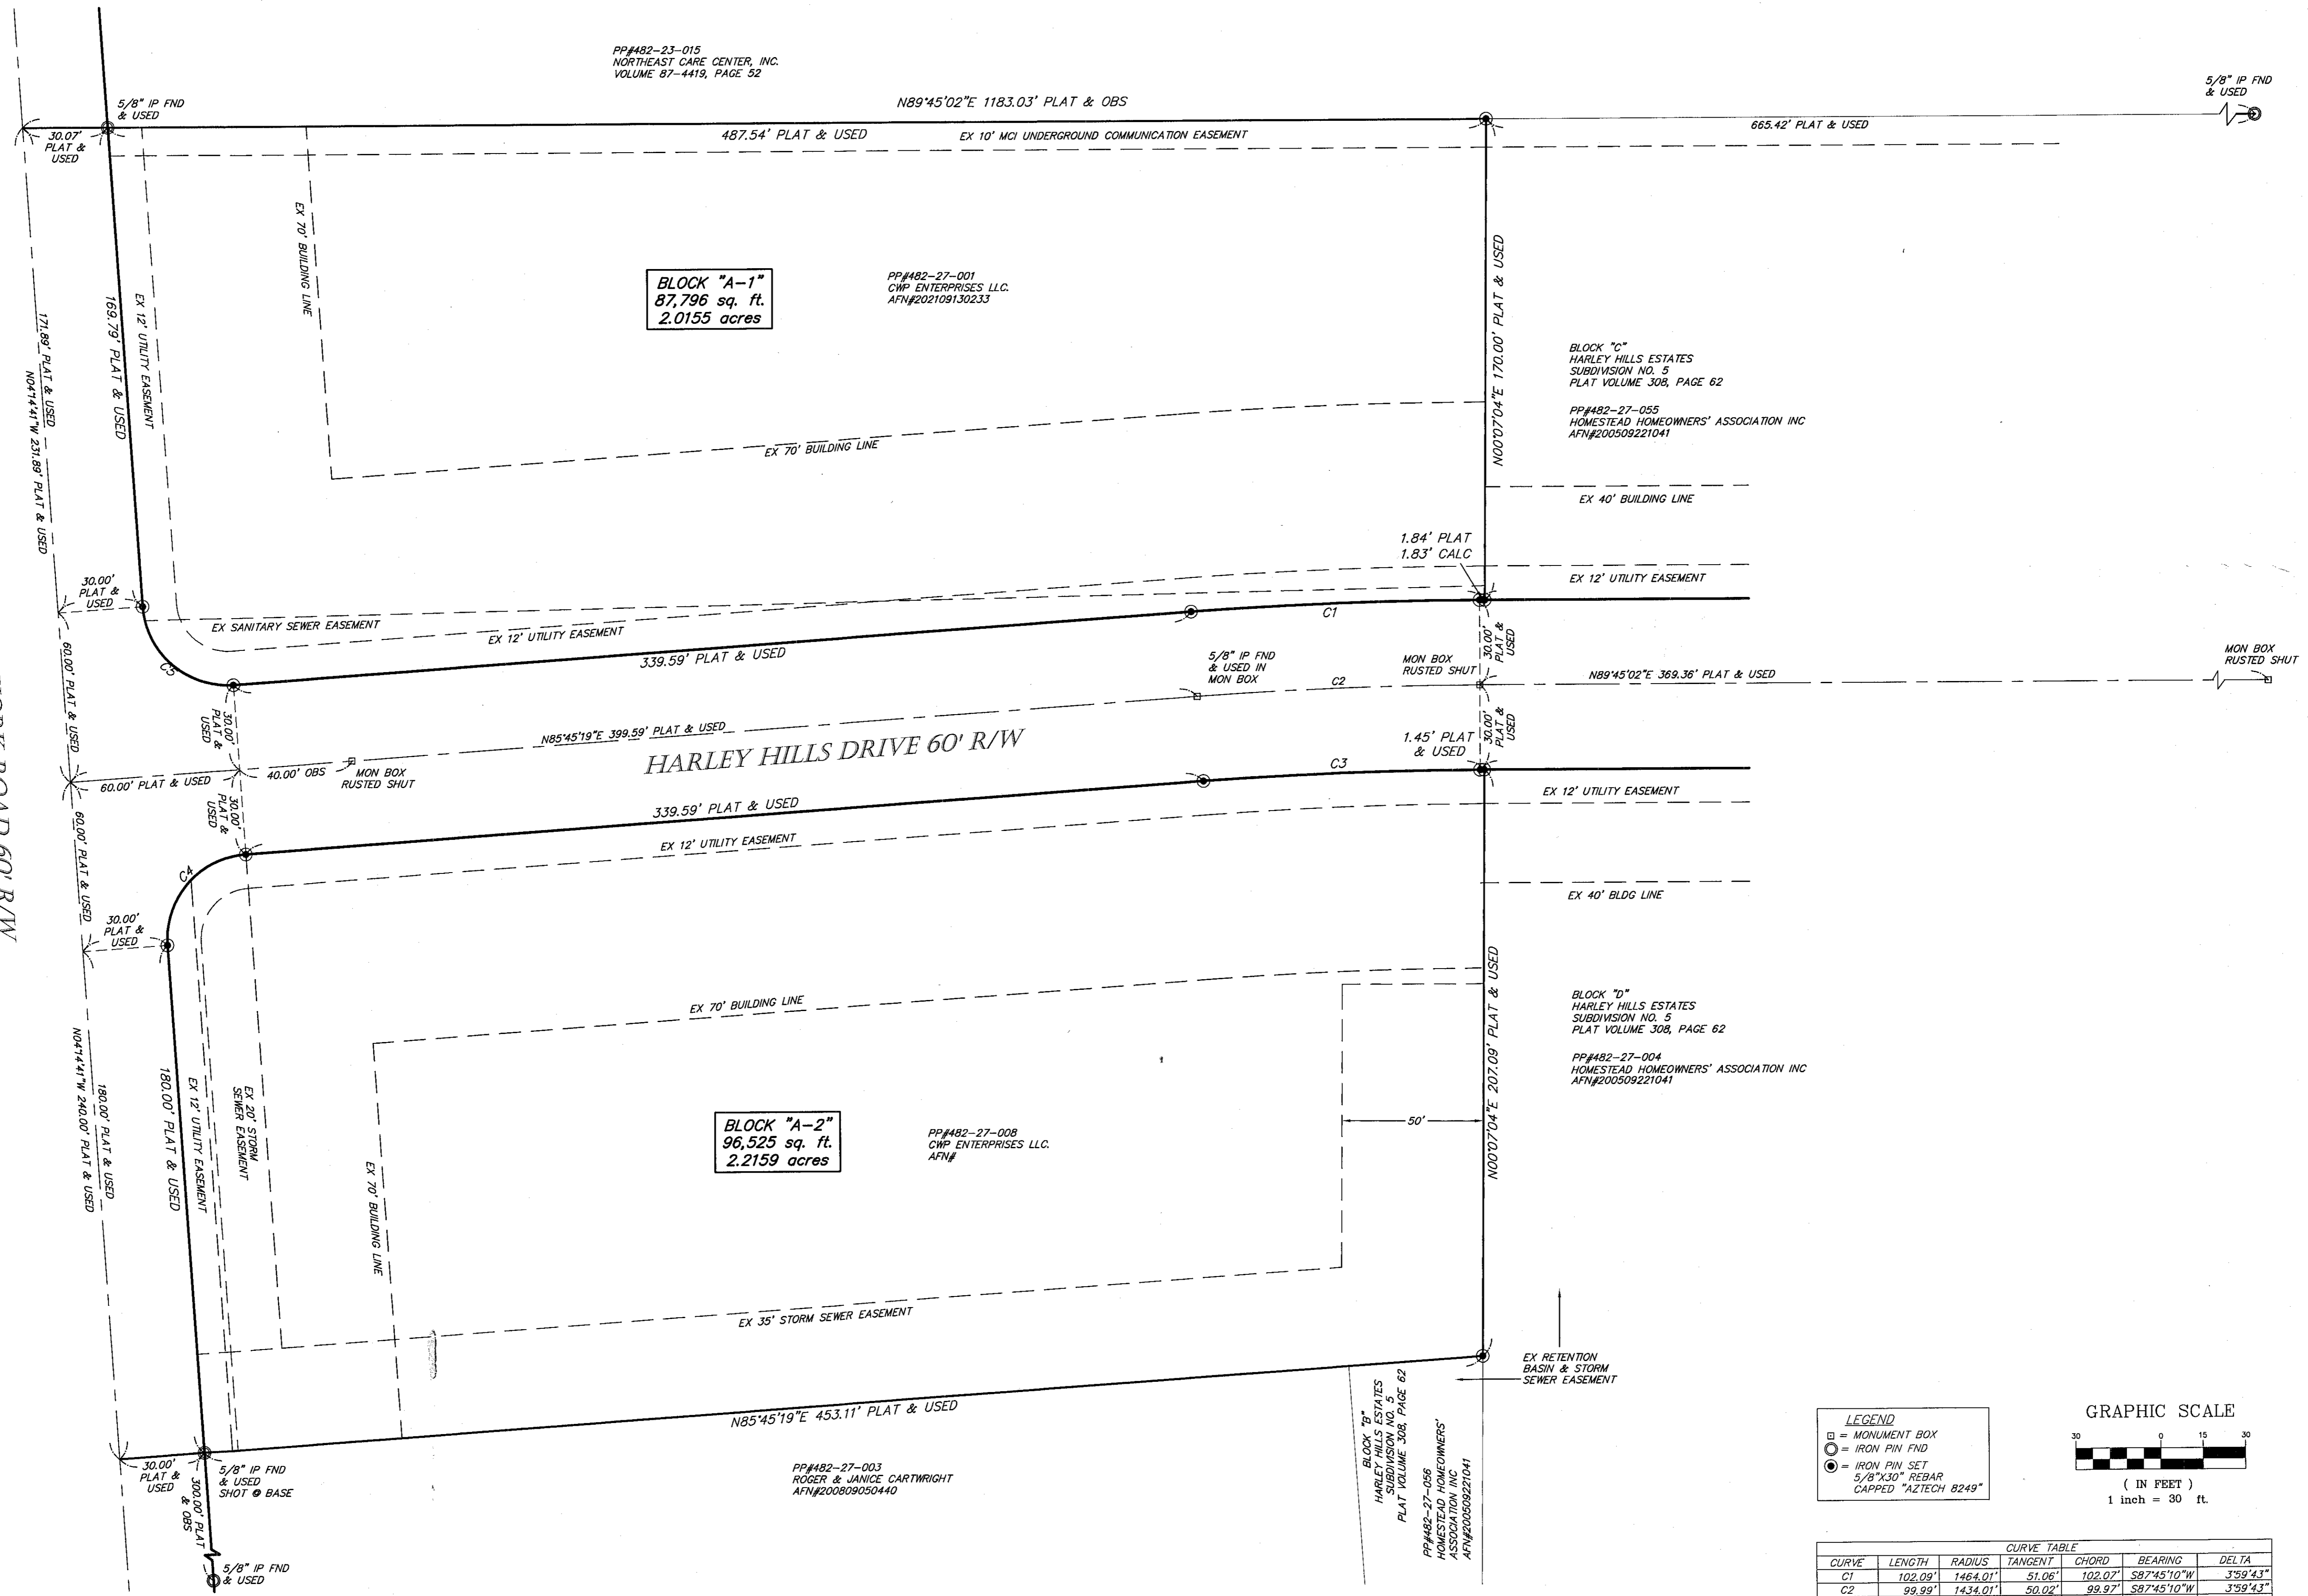 PP#482-23-015
NORTHEAST CARE CENTER, INC.
VOLUME 87-4419, PAGE 52
5/8" IP FND
& USED
N89°45'02"E 1183.03' PLAT & OBS
5/8" IP FND
& USED
30.07'
PLAT &
USED
487.54' PLAT & USED
EX 10' MCI UNDERGROUND COMMUNICATION EASEMENT
665.42' PLAT & USED
EX 70' BUILDING LINE
EX 12' UTILITY EASEMENT
169.79' PLAT & USED
171.89' PLAT & USED
N04°14'41"W 231.89' PLAT & USED
BLOCK "A-1"
87,796 sq. ft.
2.0155 acres
PP#482-27-001
CWP ENTERPRISES LLC.
AFN#202109130233
N00°07'04"E 170.00' PLAT & USED
BLOCK "C"
HARLEY HILLS ESTATES
SUBDIVISION NO. 5
PLAT VOLUME 308, PAGE 62
PP#482-27-055
HOMESTEAD HOMEOWNERS' ASSOCIATION INC
AFN#200509221041
EX 70' BUILDING LINE
EX 40' BUILDING LINE
1.84' PLAT
1.83' CALC
EX 12' UTILITY EASEMENT
30.00'
PLAT &
USED
EX SANITARY SEWER EASEMENT
EX 12' UTILITY EASEMENT
C1
C5
339.59' PLAT & USED
60.00' PLAT & USED
5/8" IP FND
& USED IN
MON BOX
MON BOX
RUSTED SHUT
30.00'
PLAT &
USED
C2
N89°45'02"E 369.36' PLAT & USED
MON BOX
RUSTED SHUT
30.00'
PLAT &
USED
N85°45'19"E 399.59' PLAT & USED
HARLEY HILLS DRIVE 60' R/W
30.00'
PLAT &
USED
1.45' PLAT
& USED
60.00' PLAT & USED
40.00' OBS
MON BOX
RUSTED SHUT
C3
30.00'
PLAT &
USED
339.59' PLAT & USED
EX 12' UTILITY EASEMENT
60.00' PLAT & USED
ROAD 60' R/W
EX 12' UTILITY EASEMENT
C4
EX 40' BLDG LINE
30.00'
PLAT &
USED
EX 70' BUILDING LINE
N00°07'04"E 207.09' PLAT & USED
BLOCK "D"
HARLEY HILLS ESTATES
SUBDIVISION NO. 5
PLAT VOLUME 308, PAGE 62
PP#482-27-004
HOMESTEAD HOMEOWNERS' ASSOCIATION INC
AFN#200509221041
180.00' PLAT & USED
N04°14'41"W 240.00' PLAT & USED
180.00' PLAT & USED
EX 12' UTILITY EASEMENT
EX 20' STORM
SEWER EASEMENT
EX 70' BUILDING LINE
BLOCK "A-2"
96,525 sq. ft.
2.2159 acres
PP#482-27-008
CWP ENTERPRISES LLC.
AFN#
50'
EX 35' STORM SEWER EASEMENT
EX RETENTION
BASIN & STORM
SEWER EASEMENT
N85°45'19"E 453.11' PLAT & USED
30.00'
PLAT &
USED
5/8" IP FND
& USED
SHOT @ BASE
300.00' PLAT
& OBS
5/8" IP FND
& USED
PP#482-27-003
ROGER & JANICE CARTWRIGHT
AFN#200809050440
BLOCK "B"
HARLEY HILLS ESTATES
SUBDIVISION NO. 5
PLAT VOLUME 308, PAGE 62
PP#482-27-056
HOMESTEAD HOMEOWNERS'
ASSOCIATION INC
AFN#200509221041
LEGEND
= MONUMENT BOX
= IRON PIN FND
= IRON PIN SET
5/8"X30" REBAR
CAPPED "AZTECH 8249"
GRAPHIC SCALE
30 0 15 30
( IN FEET )
1 inch = 30 ft.
CURVE TABLE
CURVE LENGTH RADIUS TANGENT CHORD BEARING DELTA
C1 102.09' 1464.01' 51.06' 102.07' S87°45'10"W 3°59'43"
C2 99.99' 1434.01' 50.02' 99.97' S87°45'10"W 3°59'43"